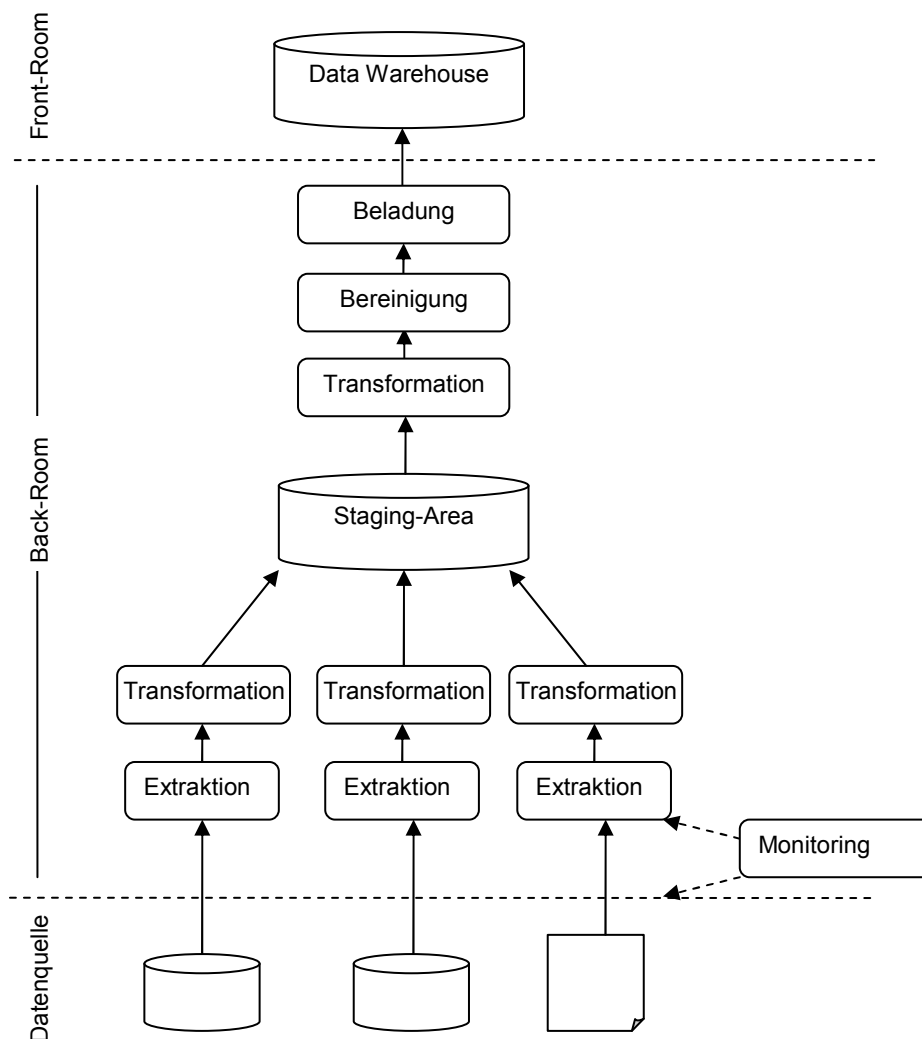 Front-Room
Data Warehouse
Back-Room
Beladung
Bereinigung
Transformation
Staging-Area
Transformation
Transformation
Transformation
Extraktion
Extraktion
Extraktion
Monitoring
Datenquelle